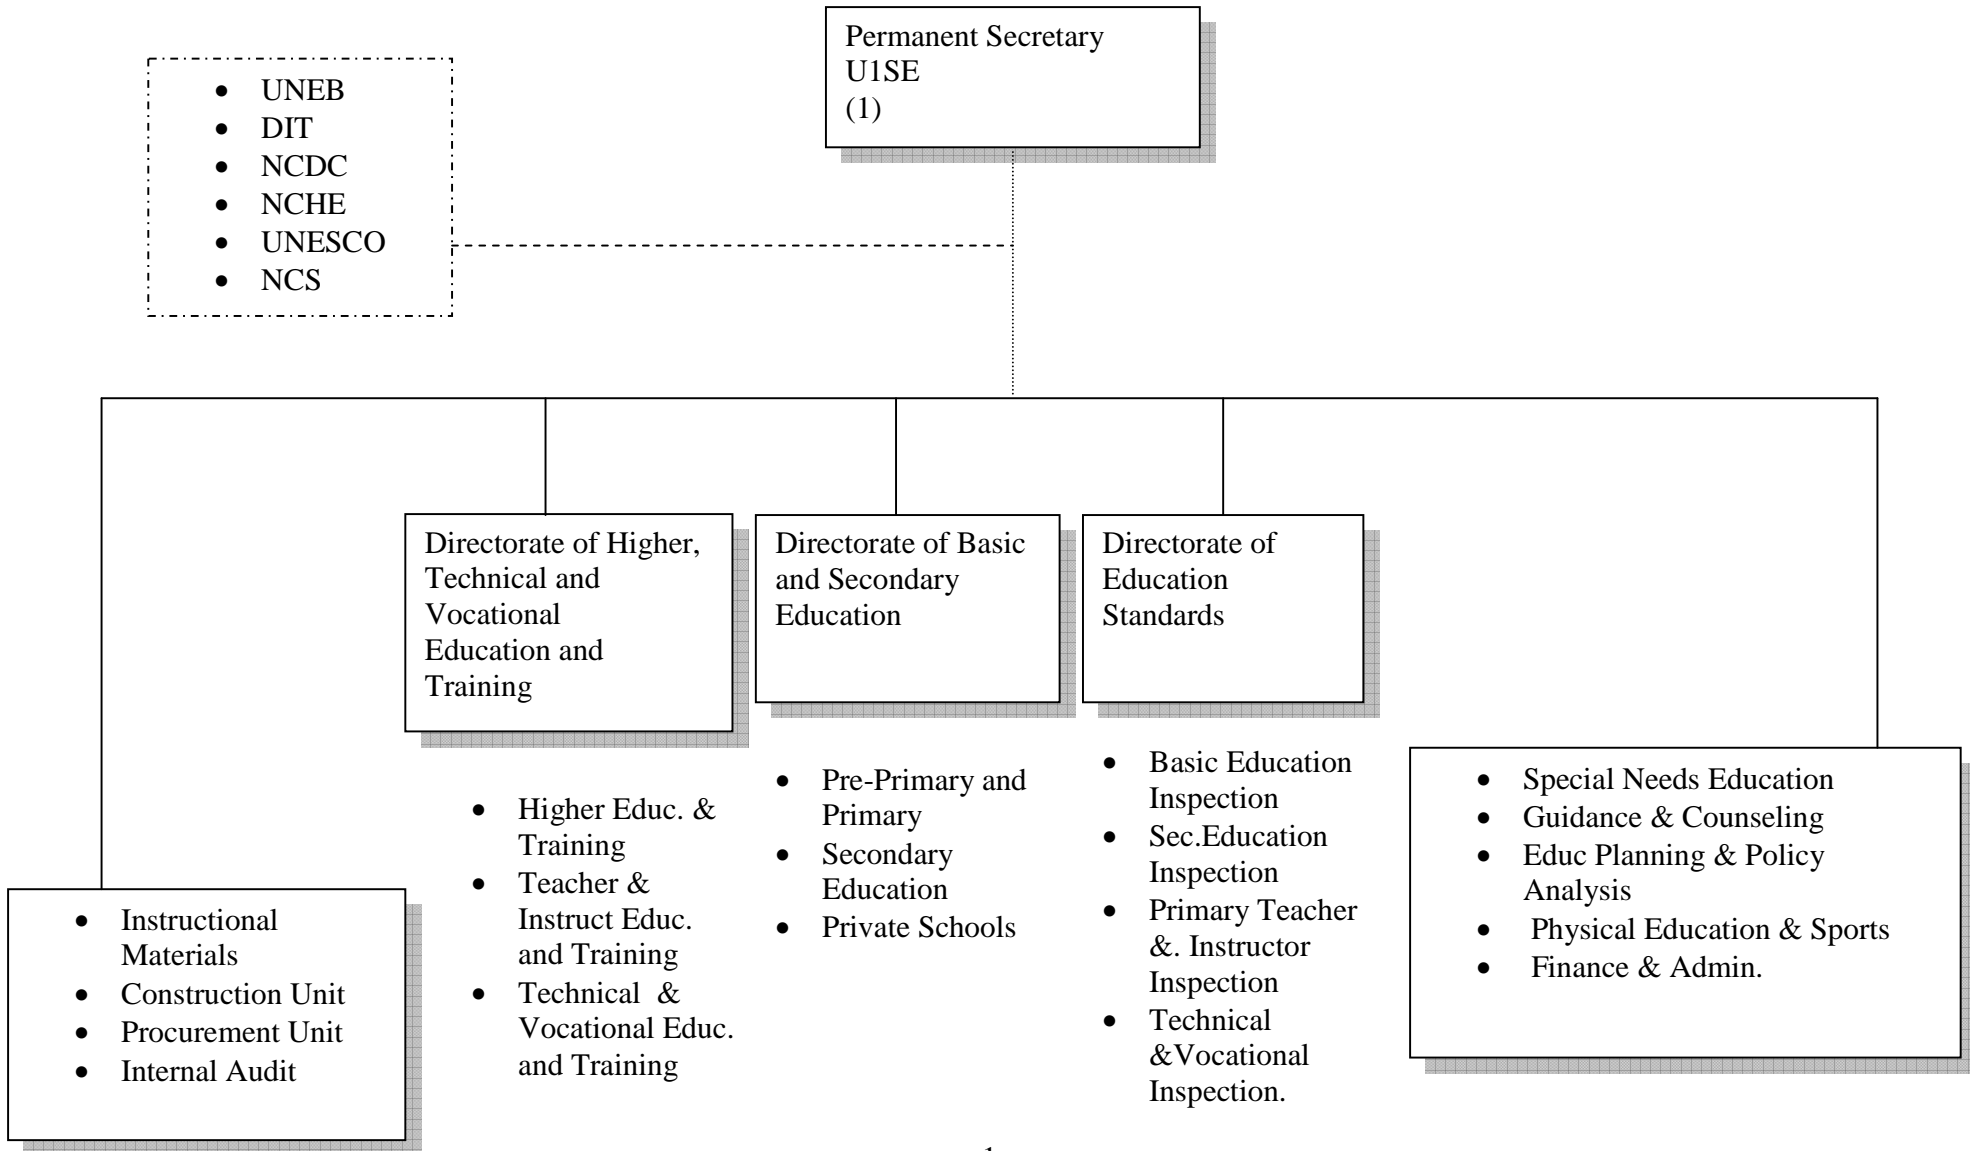 Permanent Secretary
U1SE
(1)
• UNEB
• DIT
• NCDC
• NCHE
• UNESCO
• NCS
Directorate of Higher,
Technical and
Vocational
Education and
Training
Directorate of Basic
and Secondary
Education
Directorate of
Education
Standards
• Instructional
Materials
• Construction Unit
• Procurement Unit
• Internal Audit
• Higher Educ. &
Training
• Teacher &
Instruct Educ.
and Training
• Technical & 
Vocational Educ.
and Training
• Pre-Primary and
Primary
• Secondary
Education
• Private Schools
• Basic Education
Inspection
• Sec.Education
Inspection
• Primary Teacher
&. Instructor
Inspection
• Technical
&Vocational
Inspection.
• Special Needs Education
• Guidance & Counseling
• Educ Planning & Policy
Analysis
• Physical Education & Sports
• Finance & Admin.